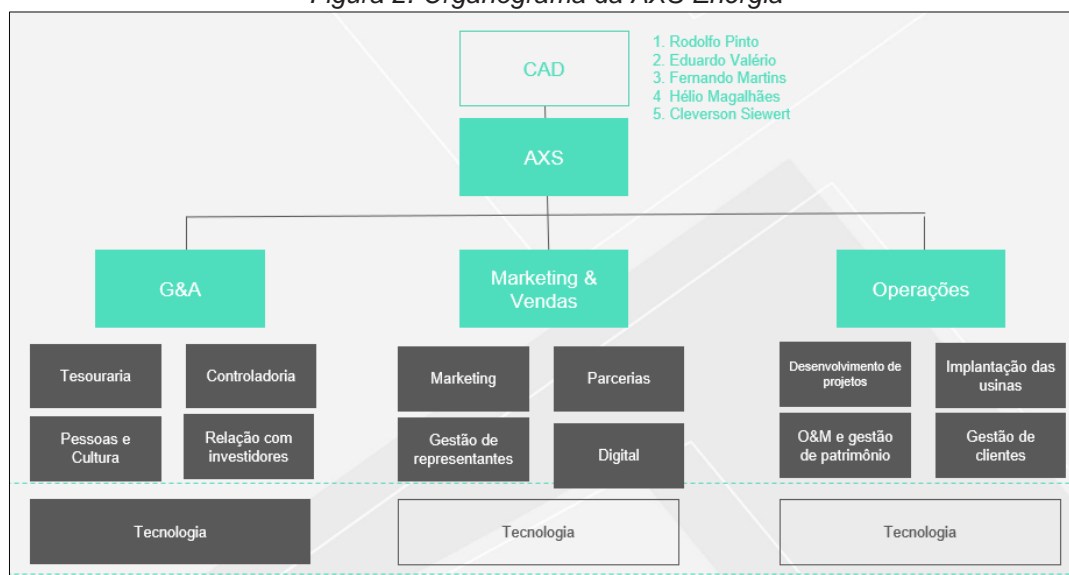 Figura 2: Organograma da AXS Energia
CAD
1. Rodolfo Pinto
2. Eduardo Valério
3. Fernando Martins
4 Hélio Magalhães
5. Cleverson Siewert
AXS
G&A
Marketing &
Vendas
Operações
Tesouraria
Controladoria
Pessoas e
Cultura
Relação com
investidores
Marketing
Parcerias
Gestão de
representantes
Digital
Desenvolvimento de
projetos
Implantação das
usinas
O&M e gestão
de patrimônio
Gestão de
clientes
Tecnologia
Tecnologia
Tecnologia